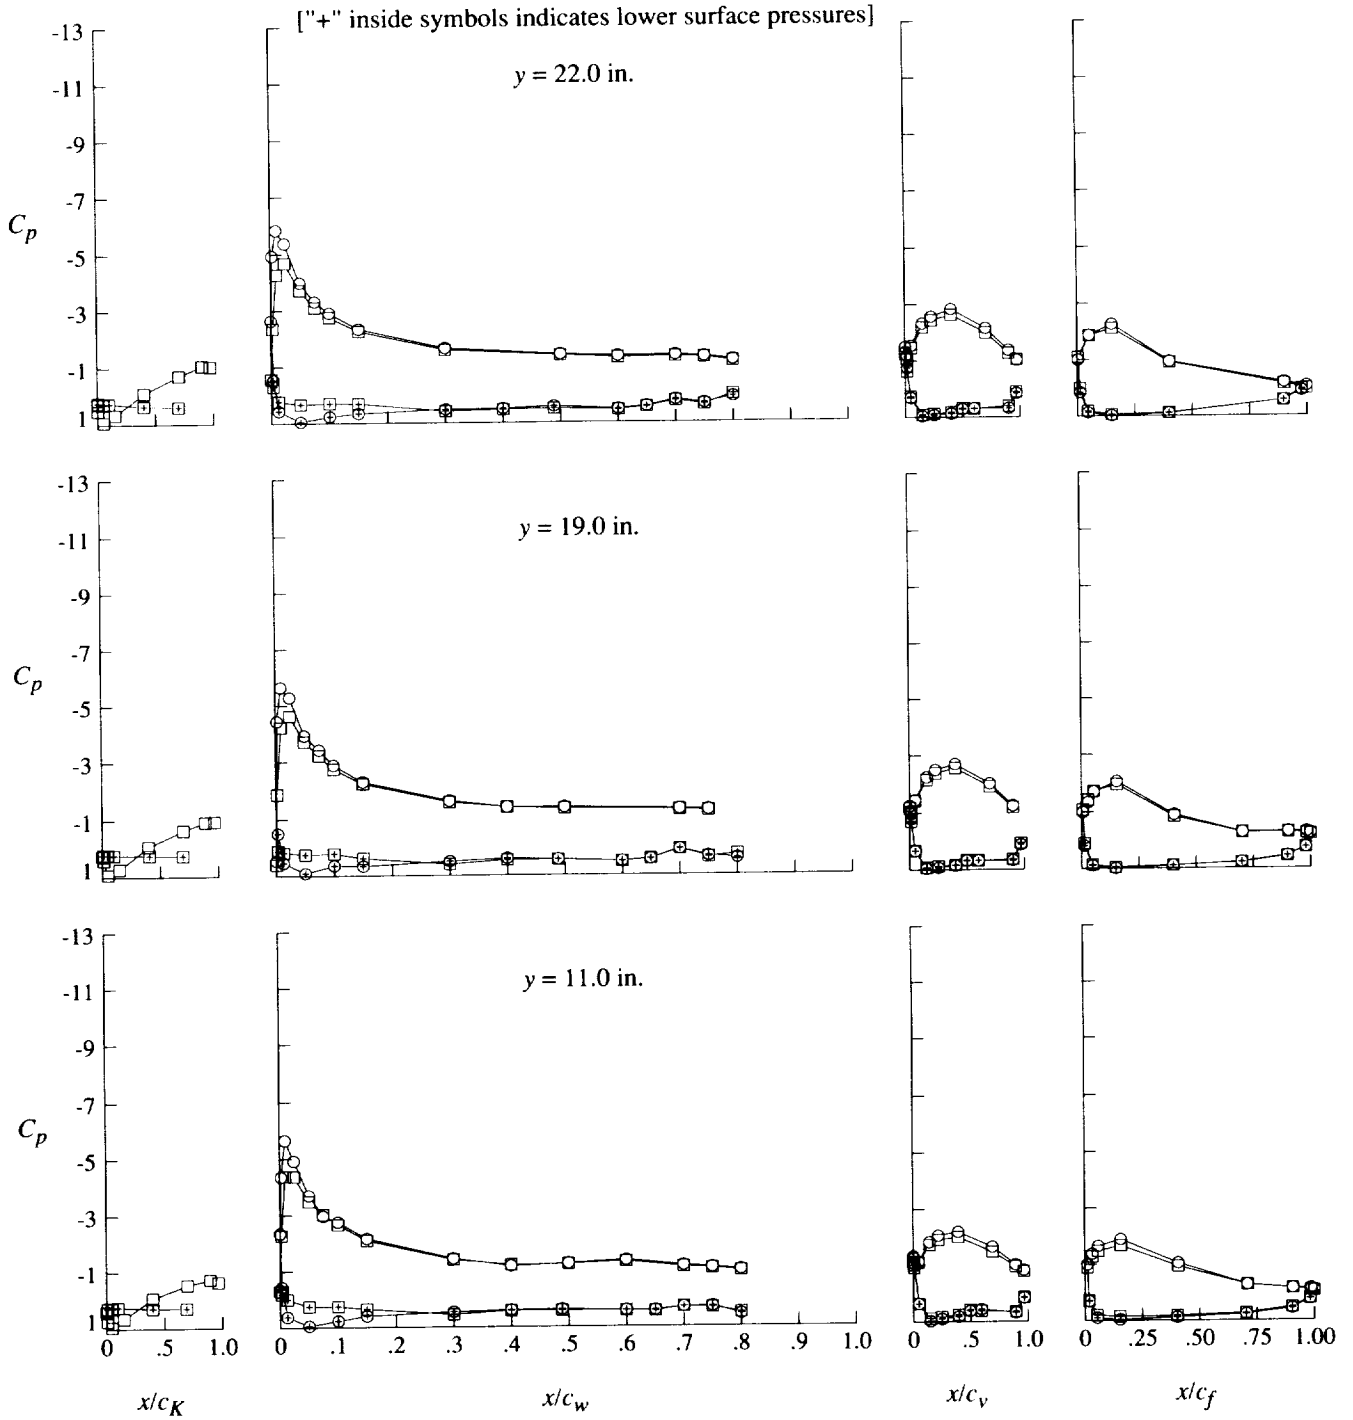 ["+" inside symbols indicates lower surface pressures]
-13
-11
-9
-7
-5
-3
-1
1
Cp
y = 22.0 in.
-13
-11
-9
-7
-5
-3
-1
1
Cp
y = 19.0 in.
-13
-11
-9
-7
-5
-3
-1
1
Cp
y = 11.0 in.
0 .5 1.0 0 .1 .2 .3 .4 .5 .6 .7 .8 .9 1.0 0 .5 1.0 0 .25 .50 .75 1.00
x/cK x/cw x/cv x/cf